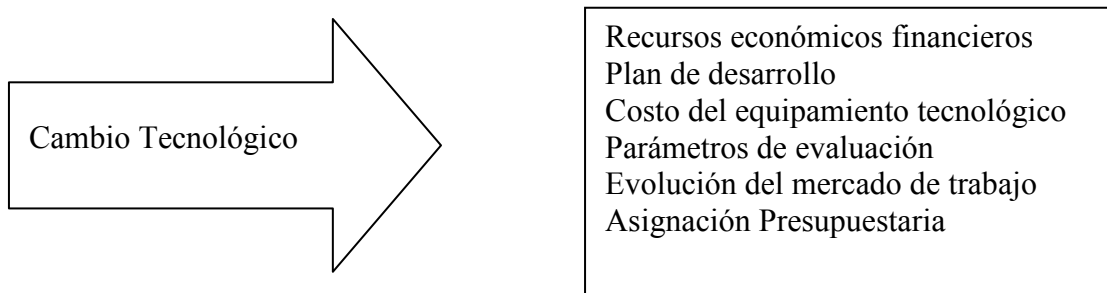 Cambio Tecnológico
Recursos económicos financieros
Plan de desarrollo
Costo del equipamiento tecnológico
Parámetros de evaluación
Evolución del mercado de trabajo
Asignación Presupuestaria